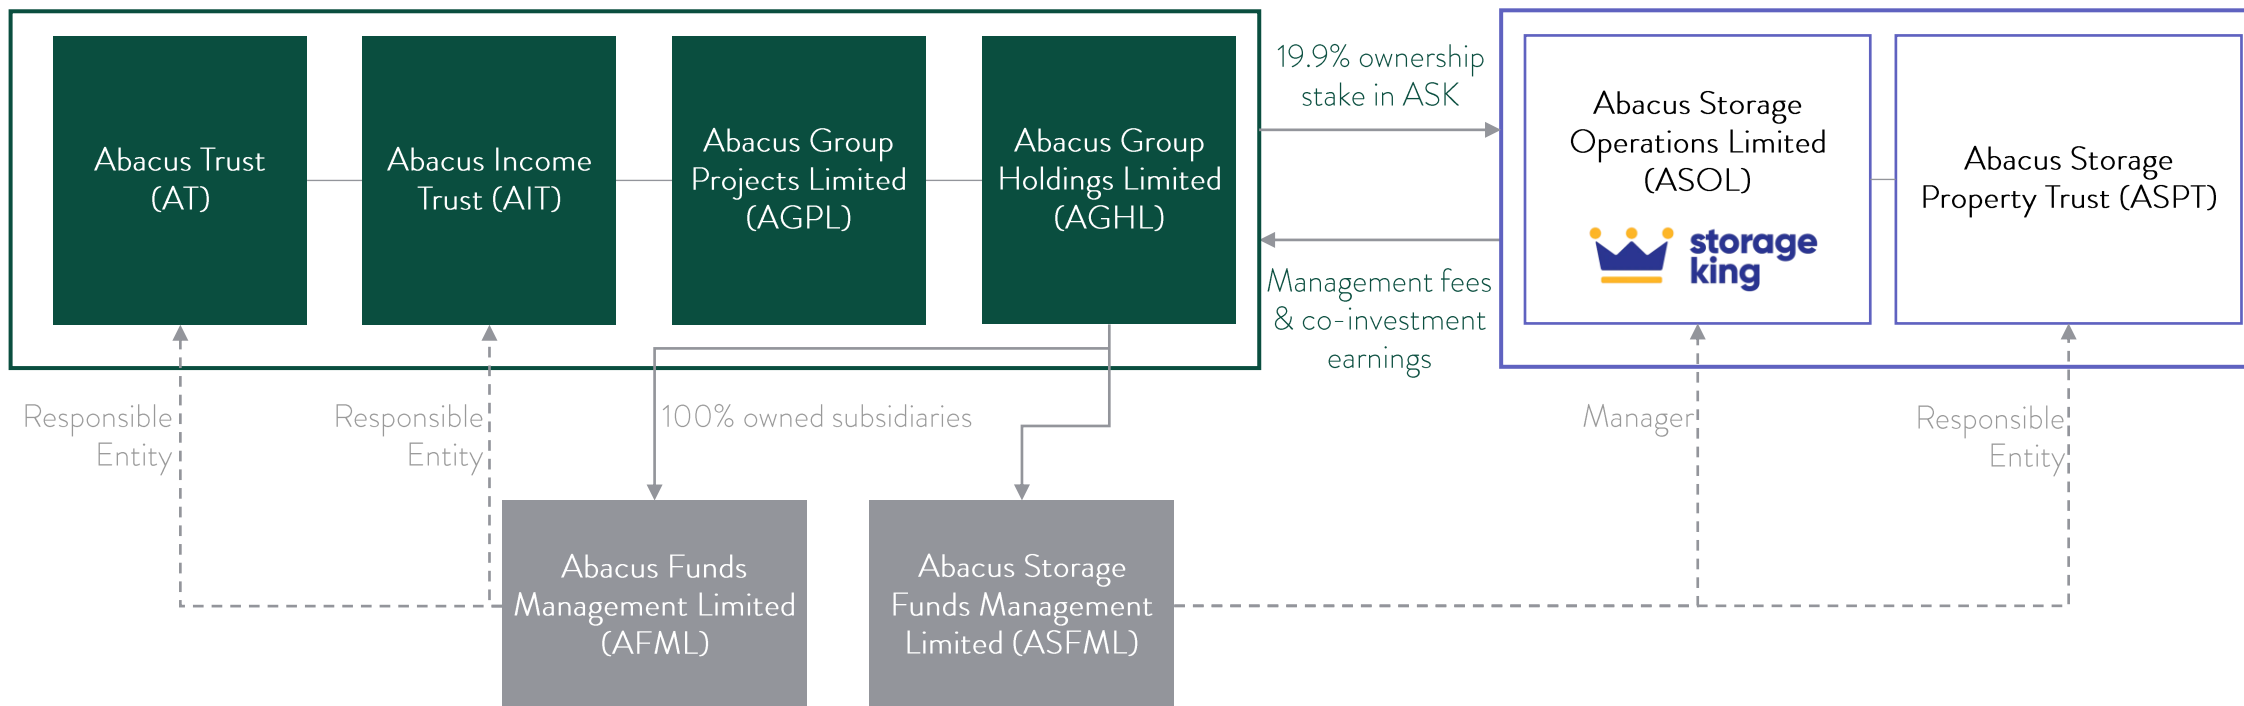 Abacus Trust
(AT)
Abacus Income
Trust (AIT)
Abacus Group
Projects Limited
(AGPL)
Abacus Group
Holdings Limited
(AGHL)
19.9% ownership
stake in ASK
Management fees
& co-investment
earnings
Abacus Storage
Operations Limited
(ASOL)
storage
king
Abacus Storage
Property Trust (ASPT)
Responsible
Entity
Responsible
Entity
100% owned subsidiaries
Manager
Responsible
Entity
Abacus Funds
Management Limited
(AFML)
Abacus Storage
Funds Management
Limited (ASFML)